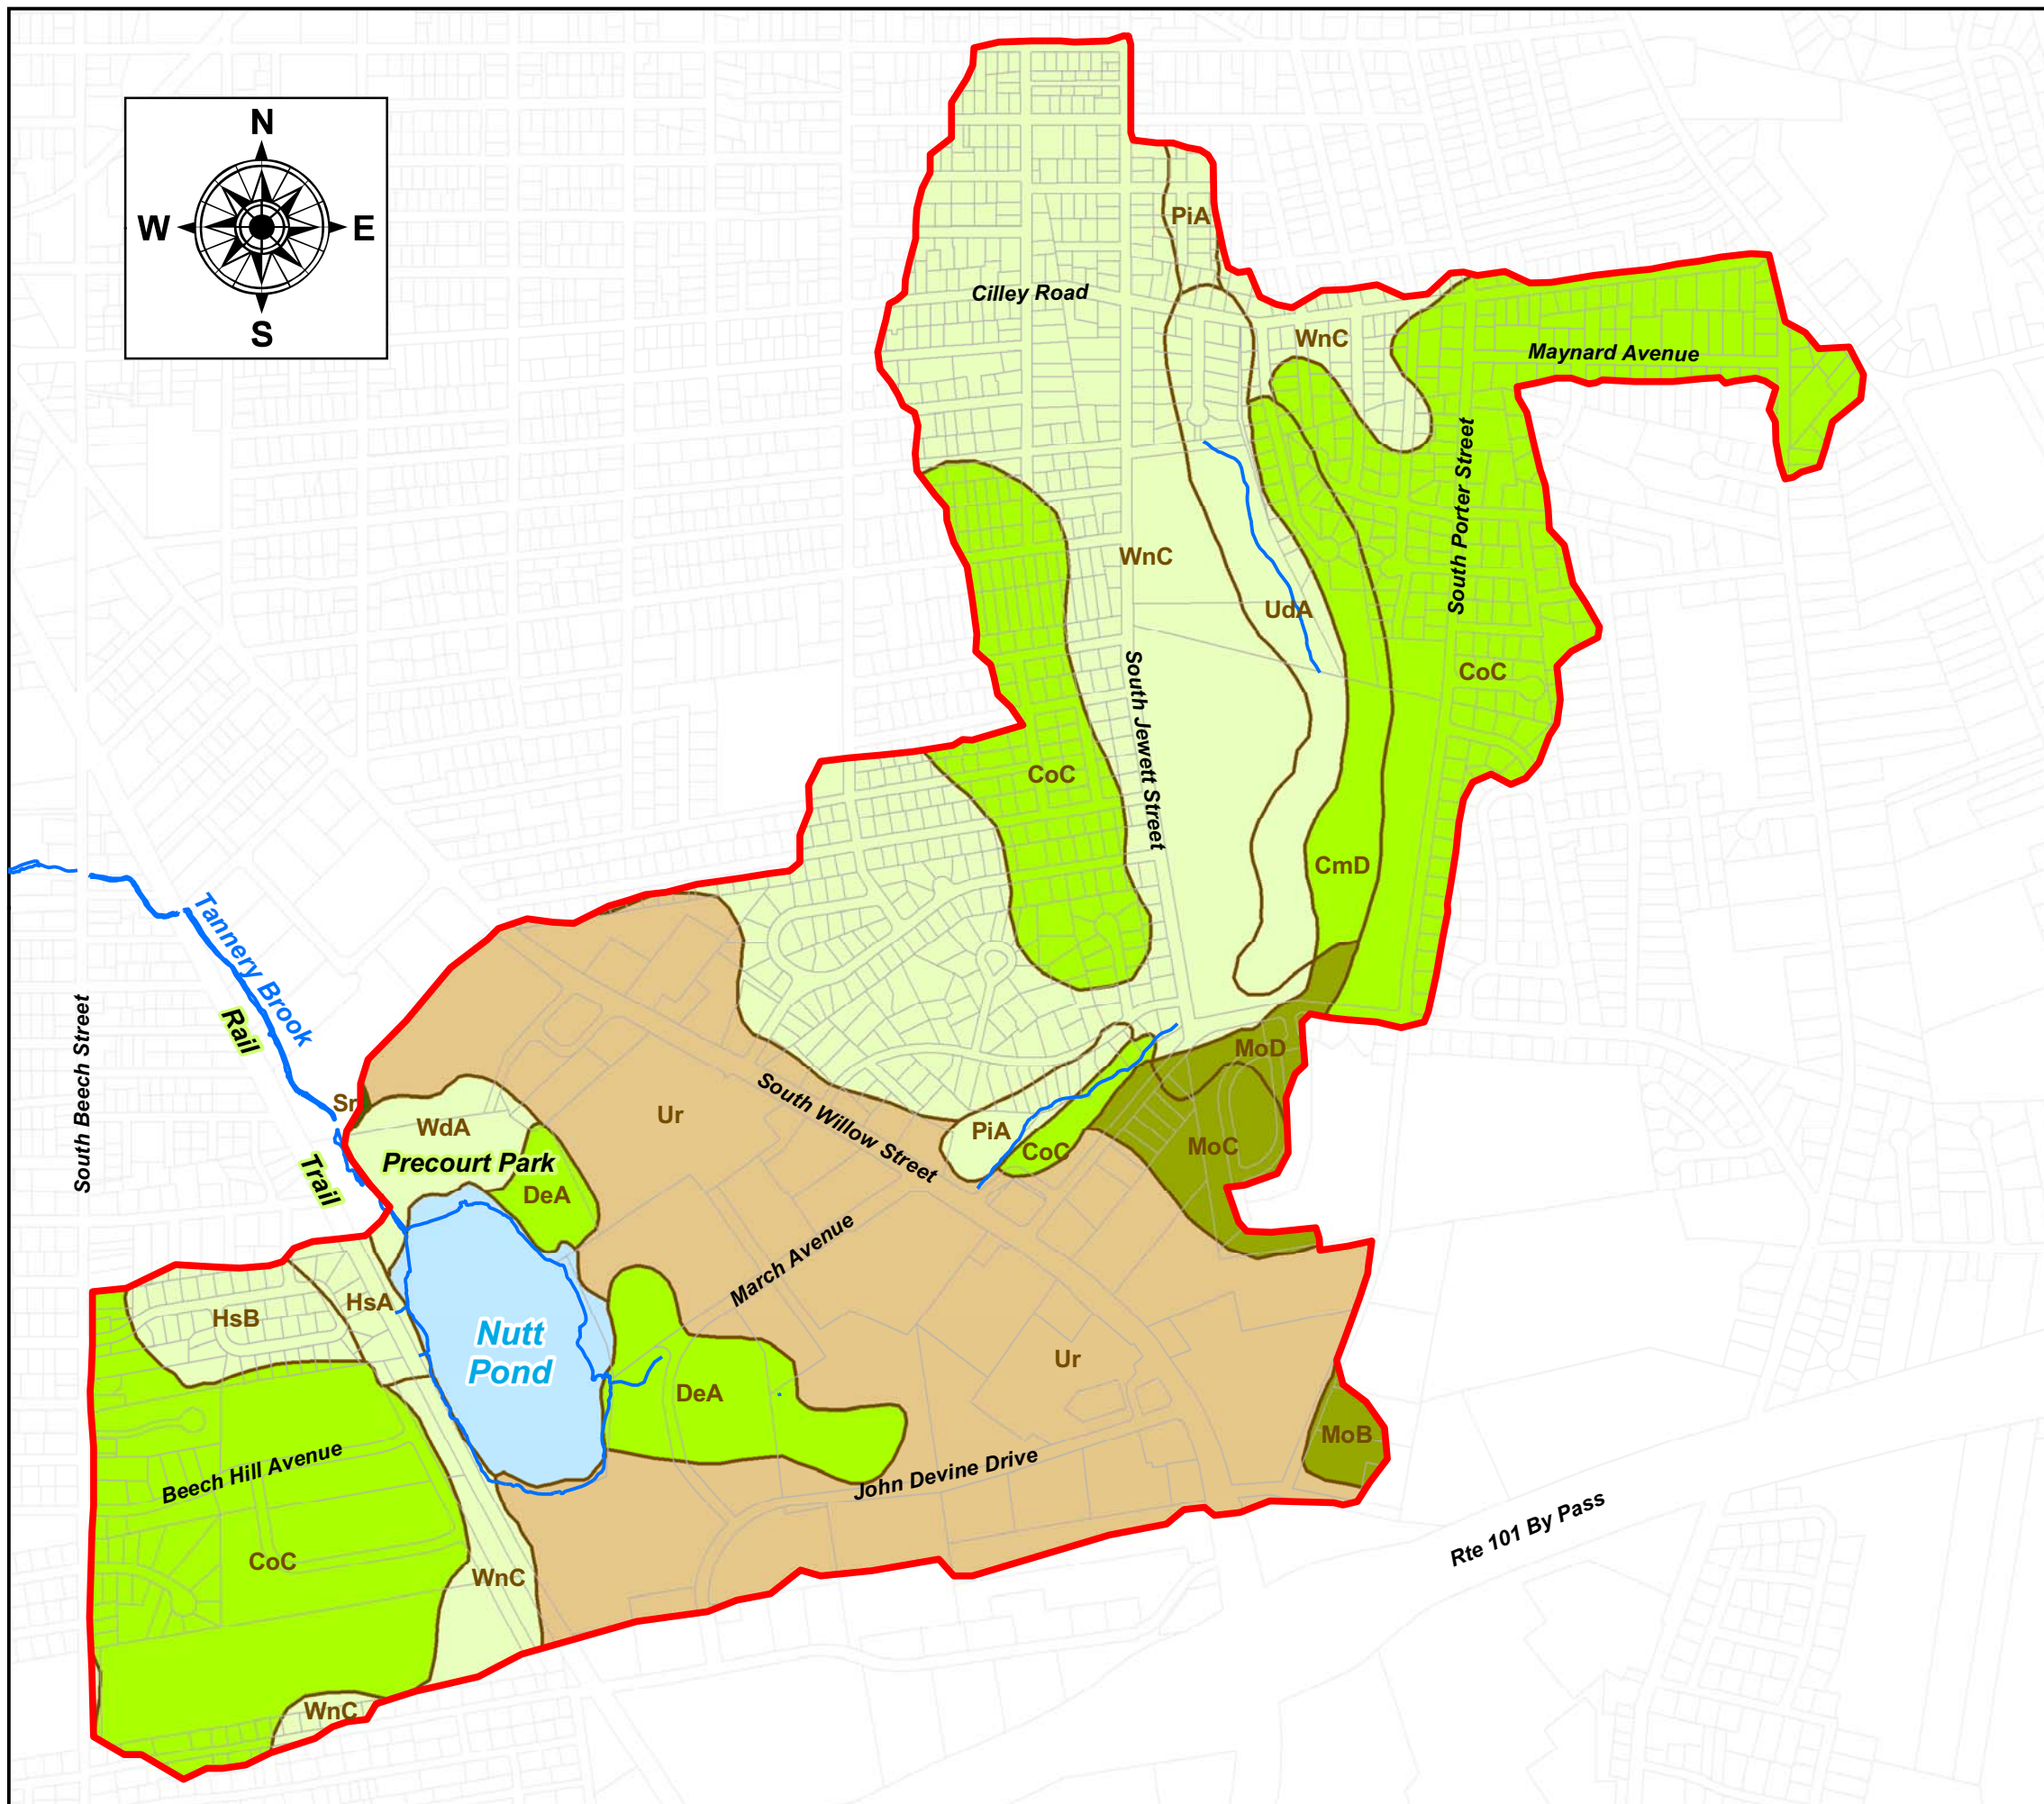 N
W
E
S
PiA
Cilley Road
WnC
Maynard Avenue
South Porter Street
WnC
UdA
CoC
South Jewett Street
CoC
CmD
Tannery Brook
Rail
South Beech Street
MoD
Sr
Ur
South Willow Street
WdA
PiA
CoC
MoC
Precourt Park
Trail
DeA
March Avenue
HsA
HsB
Nutt
Pond
Ur
DeA
MoB
Beech Hill Avenue
John Devine Drive
Rte 101 By Pass
CoC
WnC
WnC